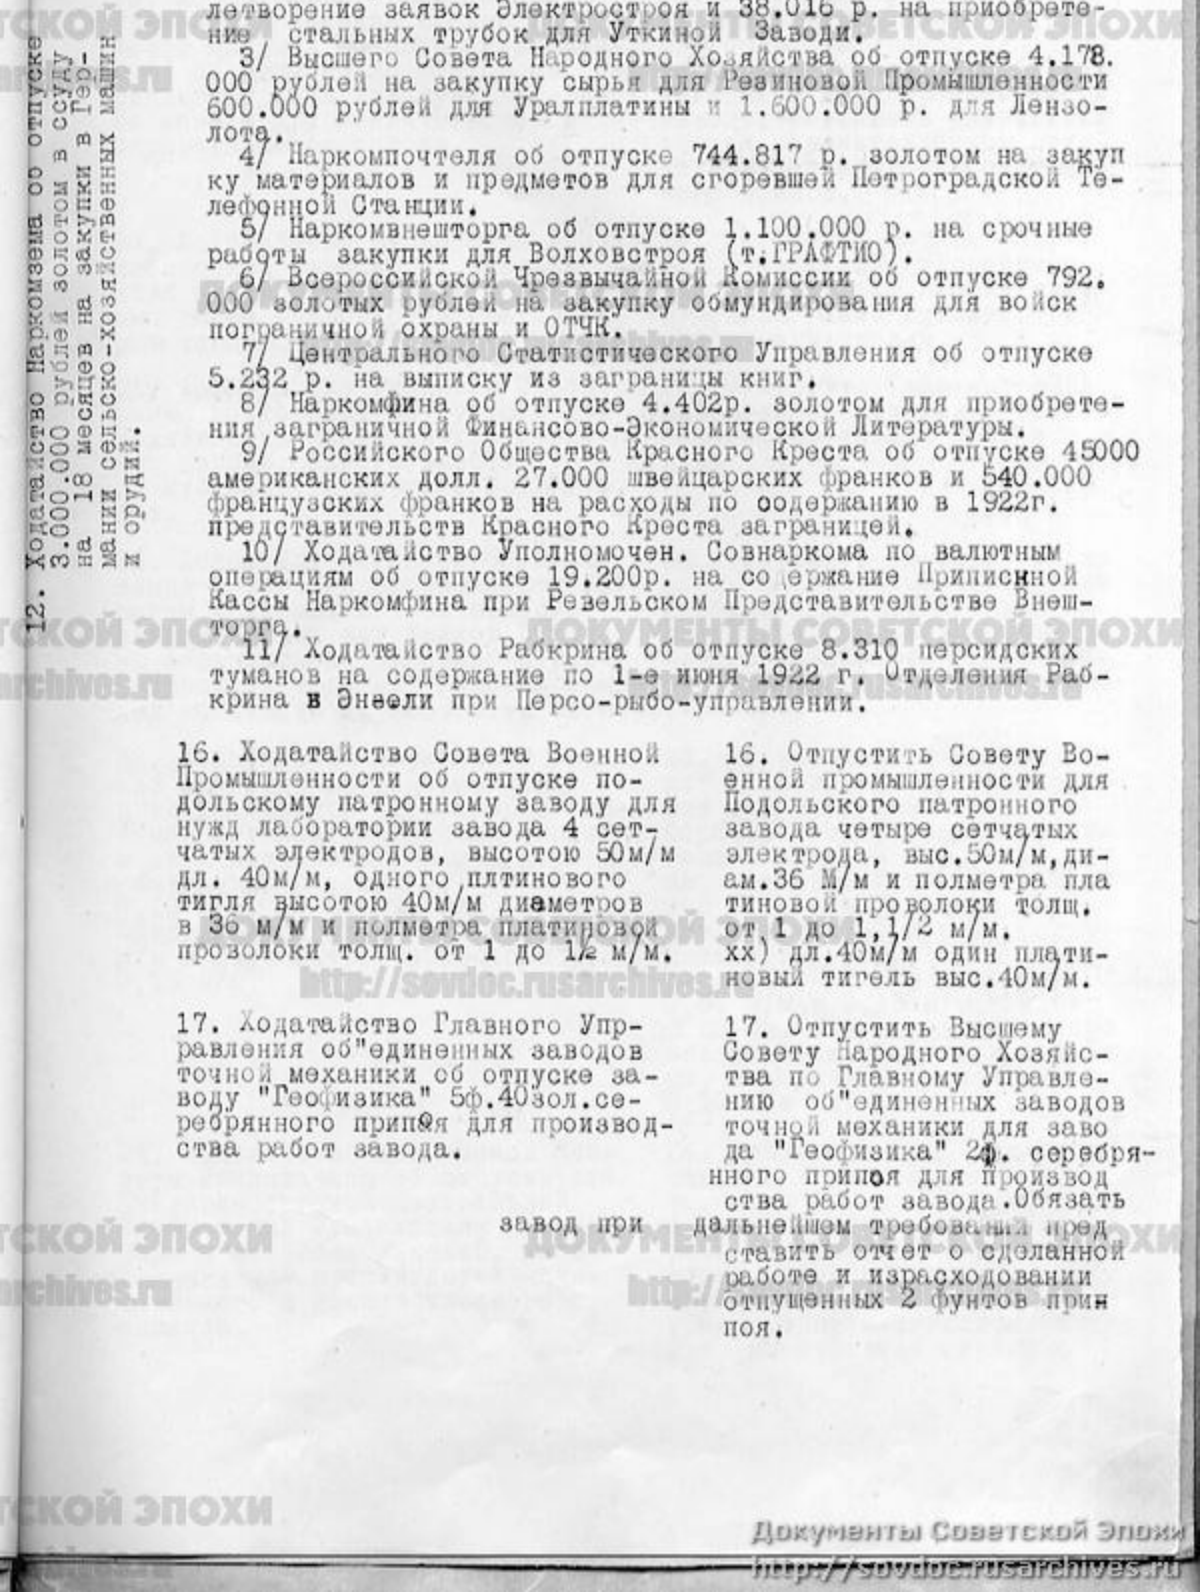 летворение заявок Электростроя и 38.016 р. на приобрете-
ние стальных трубок для Уткиной Заводи.
3/ Высшего Совета Народного Хозяйства об отпуске 4.178.
000 рублей на закупку сырья для Резиновой Промышленности
600.000 рублей для Уралплатины и 1.600.000 р. для Лензо-
лота.
4/ Наркомпочтеля об отпуске 744.817 р. золотом на закуп
ку материалов и предметов для сгоревшей Петроградской Те-
лефонной Станции.
5/ Наркомвнешторга об отпуске 1.100.000 р. на срочные
работы закупки для Волховстроя (т.ГРАФТИО).
6/ Всероссийской Чрезвычайной Комиссии об отпуске 792.
000 золотых рублей на закупку обмундирования для войск
пограничной охраны и ОТЧК.
7/ Центрального Статистического Управления об отпуске
5.232 р. на выписку из заграницы книг.
8/ Наркомфина об отпуске 4.402р. золотом для приобрете-
ния заграничной Финансово-Экономической Литературы.
9/ Российского Общества Красного Креста об отпуске 45000
американских долл. 27.000 швейцарских франков и 540.000
французских франков на расходы по содержанию в 1922г.
представительств Красного Креста заграницей.
10/ Ходатайство Уполномочен. Совнаркома по валютным
операциям об отпуске 19.200р. на содержание Приписнной
Кассы Наркомфина при Ревельском Представительстве Внеш-
торга.
11/ Ходатайство Рабкрина об отпуске 8.310 персидских
туманов на содержание по 1-е июня 1922 г. Отделения Раб-
крина в Энзели при Персо-рыбо-управлении.
12. Ходатайство Наркомзема об отпуске
3.000.000 рублей золотом в ссуду
на 18 месяцев на закупки в Гер-
мании сельско-хозяйственных машин
и орудий.
16. Ходатайство Совета Военной
Промышленности об отпуске по-
дольскому патронному заводу для
нужд лаборатории завода 4 сет-
чатых электродов, высотою 50м/м
дл. 40м/м, одного плтинового
тигля высотою 40м/м диаметров
в 36 м/м и полметра платиновой
проволоки толщ. от 1 до 1½ м/м.
16. Отпустить Совету Во-
енной промышленности для
Подольского патронного
завода четыре сетчатых
электрода, выс.50м/м,ди-
ам.36 М/м и полметра пла
тиновой проволоки толщ.
от 1 до 1,1/2 м/м.
хх) дл.40м/м один плати-
новый тигель выс.40м/м.
17. Ходатайство Главного Упр-
равления об"единенных заводов
точной механики об отпуске за-
воду "Геофизика" 5ф.40зол.се-
ребрянного припоя для производ-
ства работ завода.
17. Отпустить Высшему
Совету Народного Хозяйс-
тва по Главному Управле-
нию об"единенных заводов
точной механики для заво
да "Геофизика" 2ф. серебря-
нного припоя для производ
ства работ завода.Обязать
завод при дальнейшем требовании пред
ставить отчет о сделанной
работе и израсходовании
отпущенных 2 фунтов прип
поя.
ДОКУМЕНТЫ СОВЕТСКОЙ ЭПОХИ
http://sovdoc.rusarchives.ru
Документы Советской Эпохи
http://sovdoc.rusarchives.ru